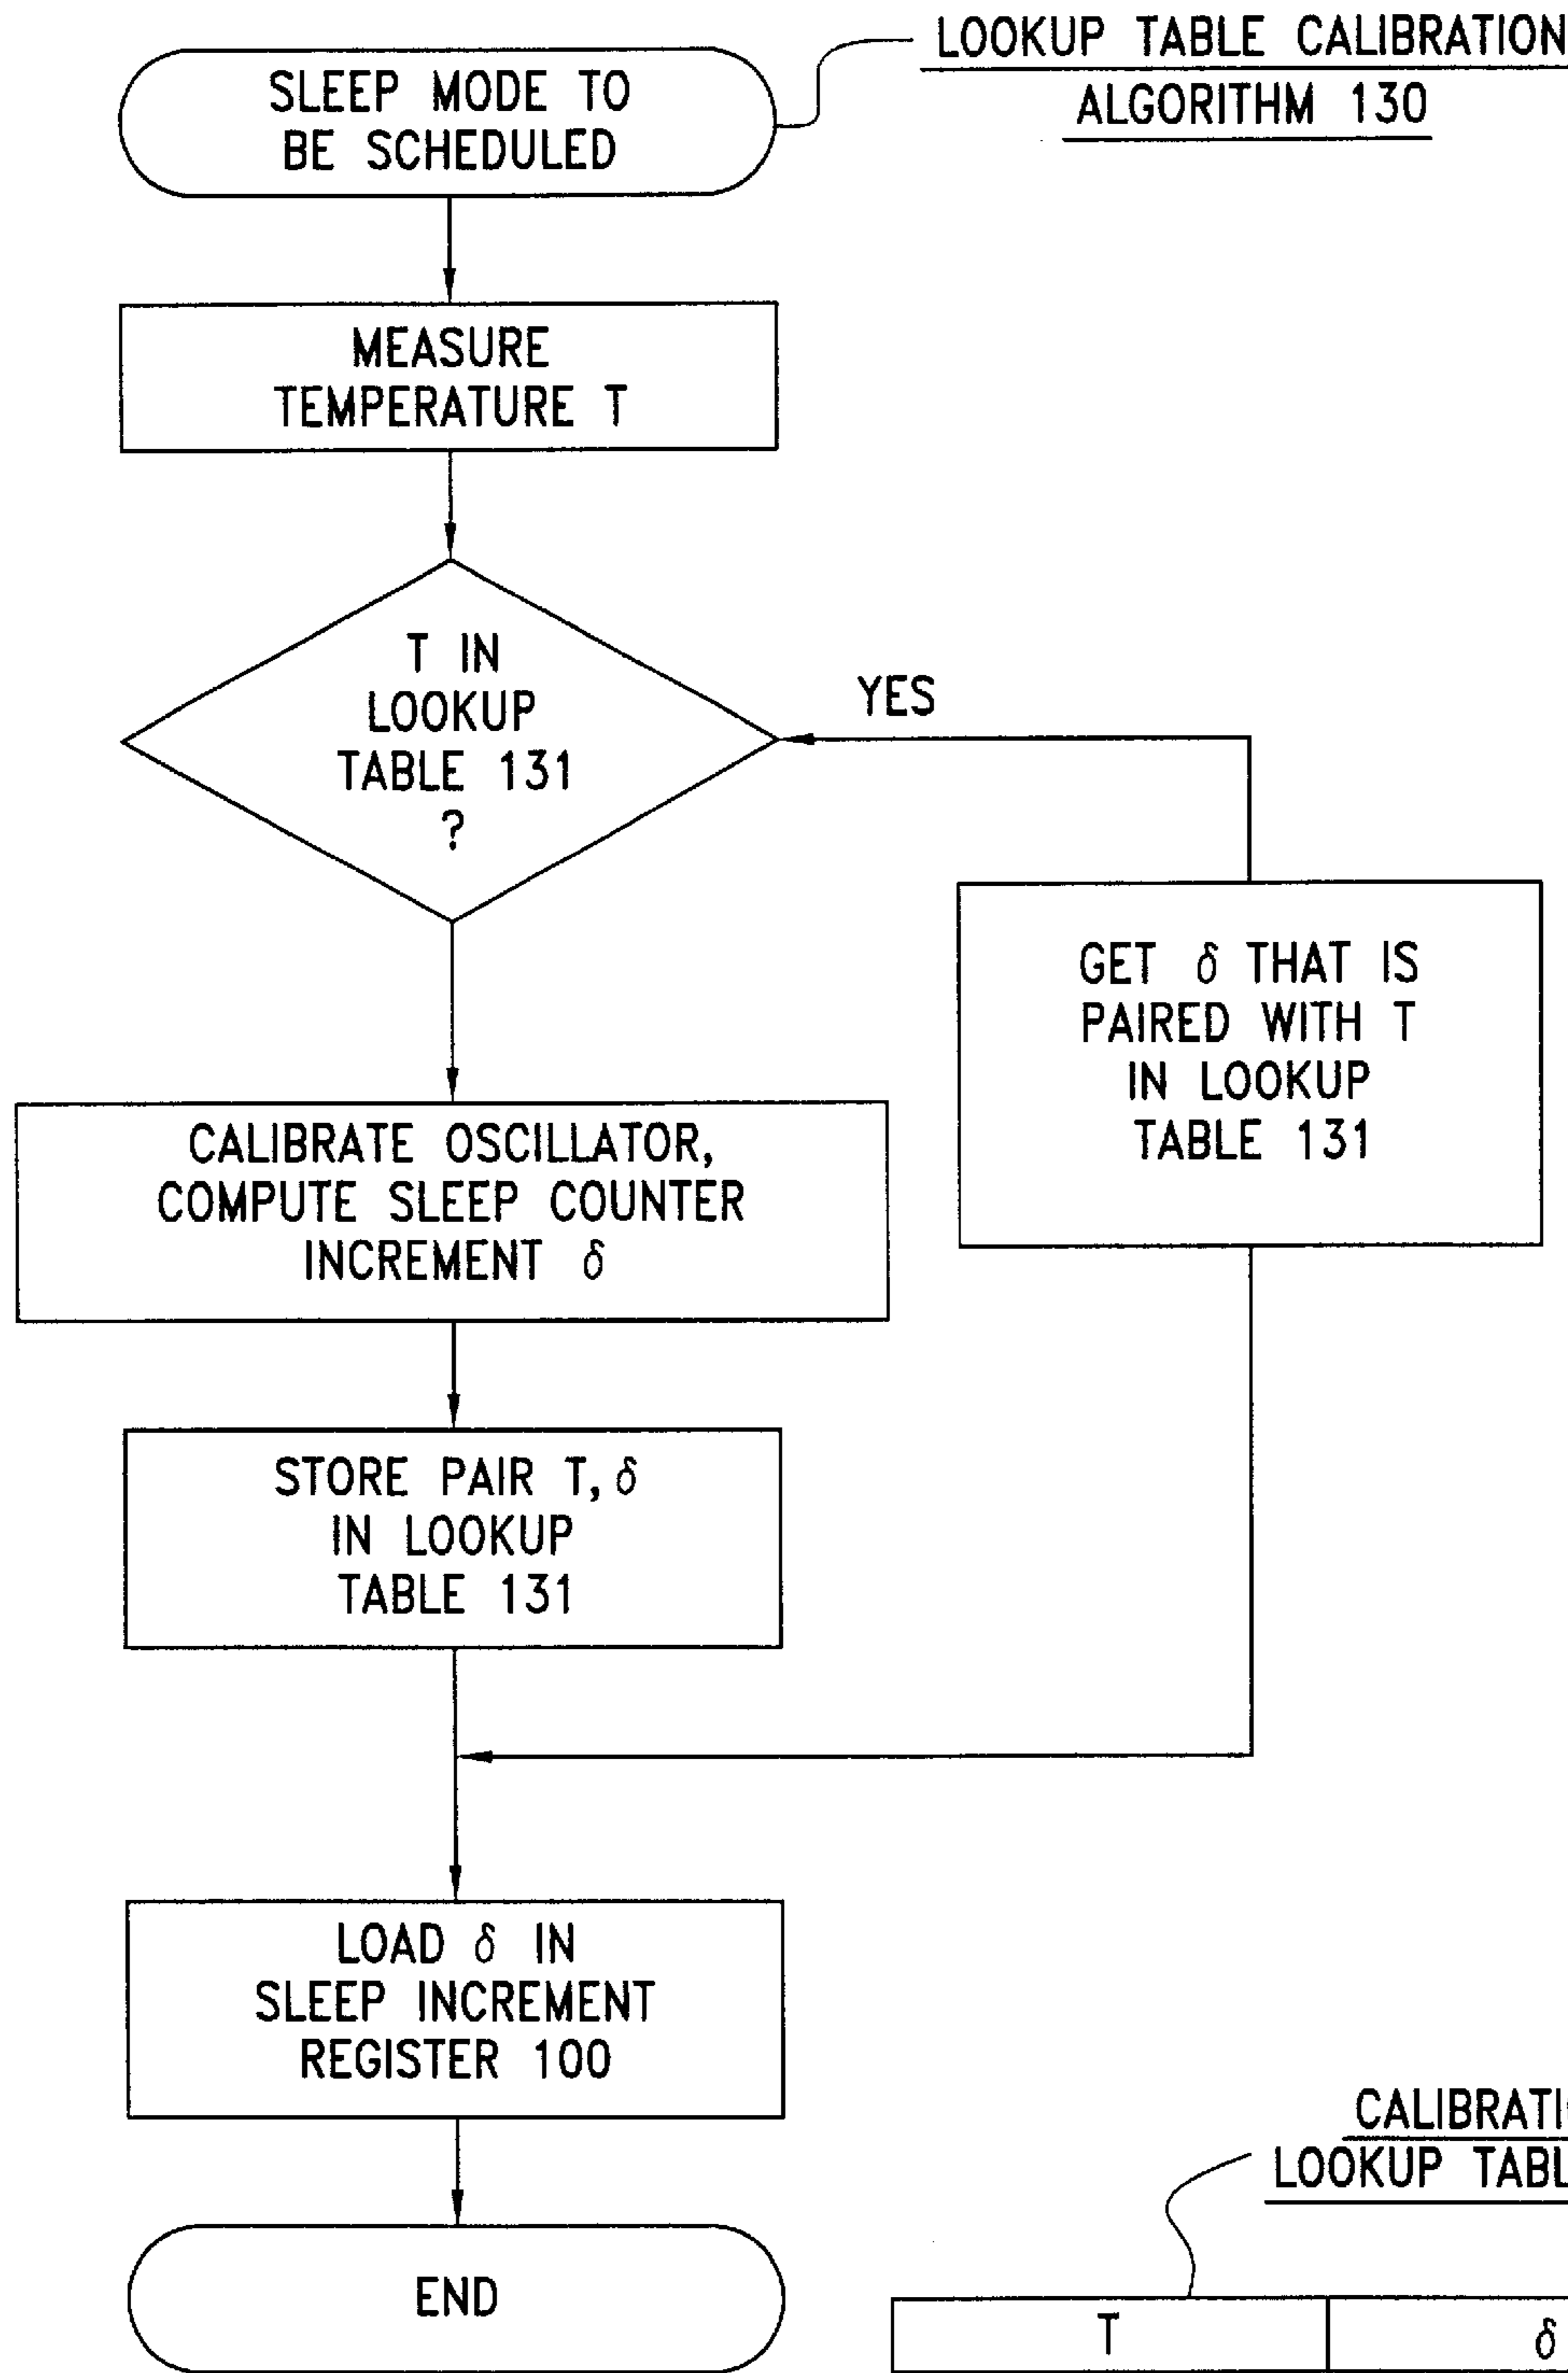 LOOKUP TABLE CALIBRATION
ALGORITHM 130
SLEEP MODE TO
BE SCHEDULED
MEASURE
TEMPERATURE T
T IN
LOOKUP
TABLE 131
?
YES
GET δ THAT IS
PAIRED WITH T
IN LOOKUP
TABLE 131
CALIBRATE OSCILLATOR,
COMPUTE SLEEP COUNTER
INCREMENT δ
STORE PAIR T, δ
IN LOOKUP
TABLE 131
LOAD δ IN
SLEEP INCREMENT
REGISTER 100
END
LOOKUP
T
δ